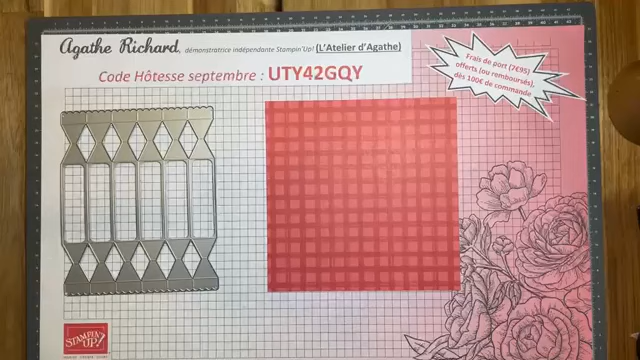 Agathe Richard, démonstratrice indépendante Stampin'Up! (L'Atelier d'Agathe)
Code Hôtesse septembre : UTY42GQY
Frais de port (7€95)
offerts (ou remboursés),
dès 100€ de commande
STAMPIN'
UP!